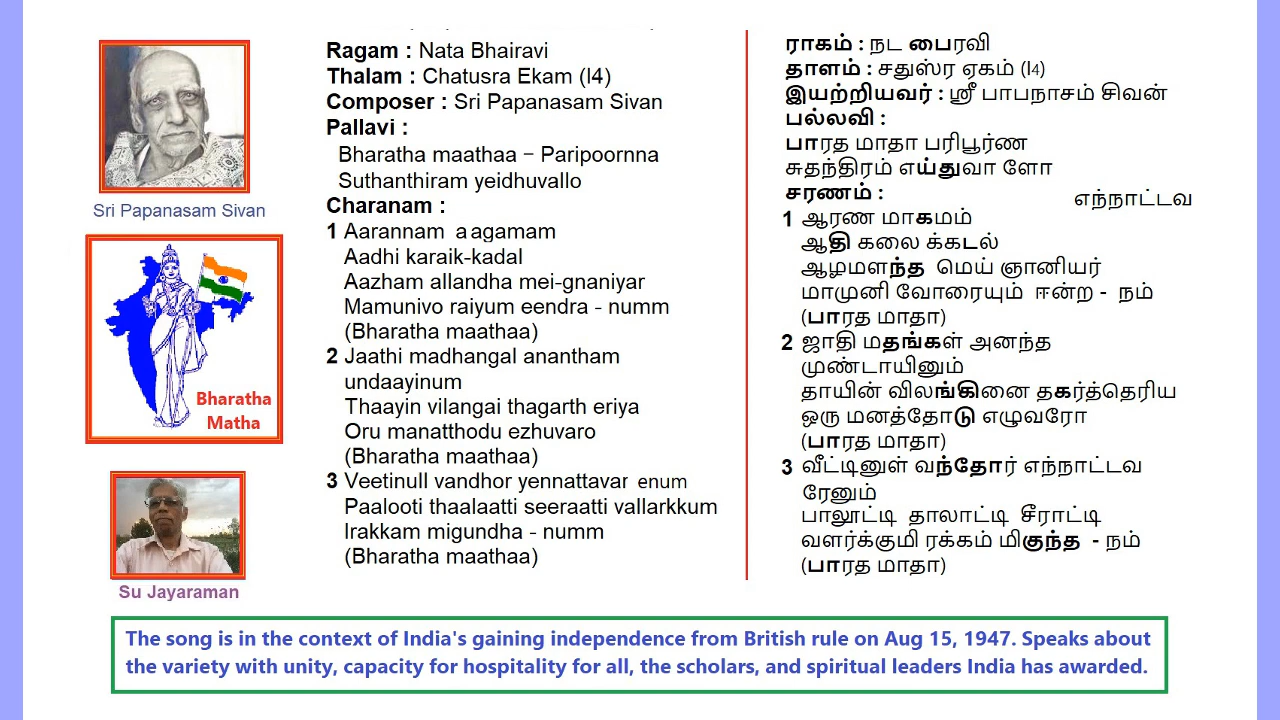 Sri Papanasam Sivan
Bharatha
Matha
Su Jayaraman
Ragam : Nata Bhairavi
Thalam : Chatusra Ekam (I4)
Composer : Sri Papanasam Sivan
Pallavi :
Bharatha maathaa – Paripoornna
Suthanthiram yeidhuvallo
Charanam :
1 Aarannam a agamam
Aadhi karaik-kadal
Aazham allandha mei-gnaniyar
Mamunivo raiyum eendra - numm
(Bharatha maathaa)
2 Jaathi madhangal anantham
undaayinum
Thaayin vilangai thagarth eriya
Oru manatthodu ezhuvaro
(Bharatha maathaa)
3 Veetinull vandhor yennattavar enum
Paalooti thaalaatti seeraatti vallarkkum
Irakkam migundha - numm
(Bharatha maathaa)
ராகம் : நட பைரவி
தாளம் : சதுஸ்ர ஏகம் (I4)
இயற்றியவர் : ஸ்ரீ பாபநாசம் சிவன்
பல்லவி :
பாரத மாதா பரிபூர்ண
சுதந்திரம் எய்துவா ளோ
சரணம் :
எந்நாட்டவ
1 ஆரண மாகமம்
ஆதி கலை க்கடல்
ஆழமளந்த மெய் ஞானியர்
மாமுனி வோரையும் ஈன்ற - நம்
(பாரத மாதா)
2 ஜாதி மதங்கள் அனந்த
முண்டாயினும்
தாயின் விலங்கினை தகர்த்தெரிய
ஒரு மனத்தோடு எழுவரோ
(பாரத மாதா)
3 வீட்டினுள் வந்தோர் எந்நாட்டவ
ரேனும்
பாலூட்டி தாலாட்டி சீராட்டி
வளர்க்குமி ரக்கம் மிகுந்த - நம்
(பாரத மாதா)
The song is in the context of India's gaining independence from British rule on Aug 15, 1947. Speaks about
the variety with unity, capacity for hospitality for all, the scholars, and spiritual leaders India has awarded.